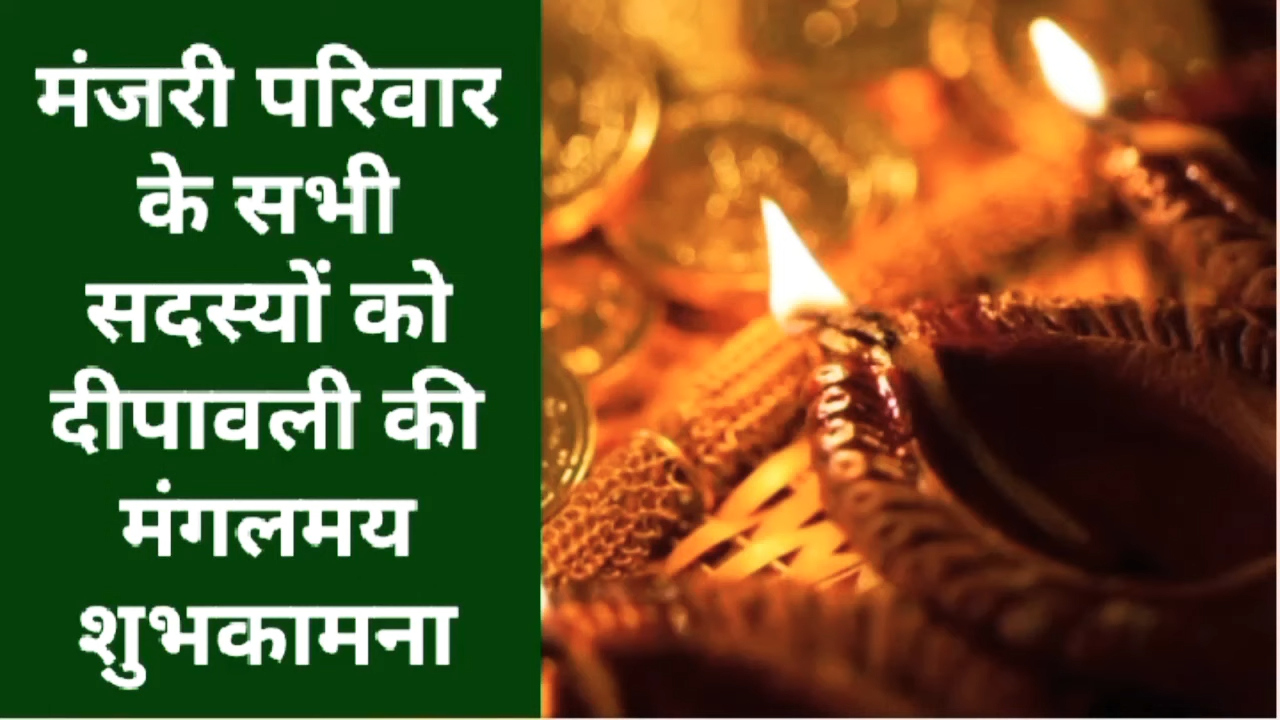 मंजरी परिवार
के सभी
सदस्यों को
दीपावली की
मंगलमय
शुभकामना